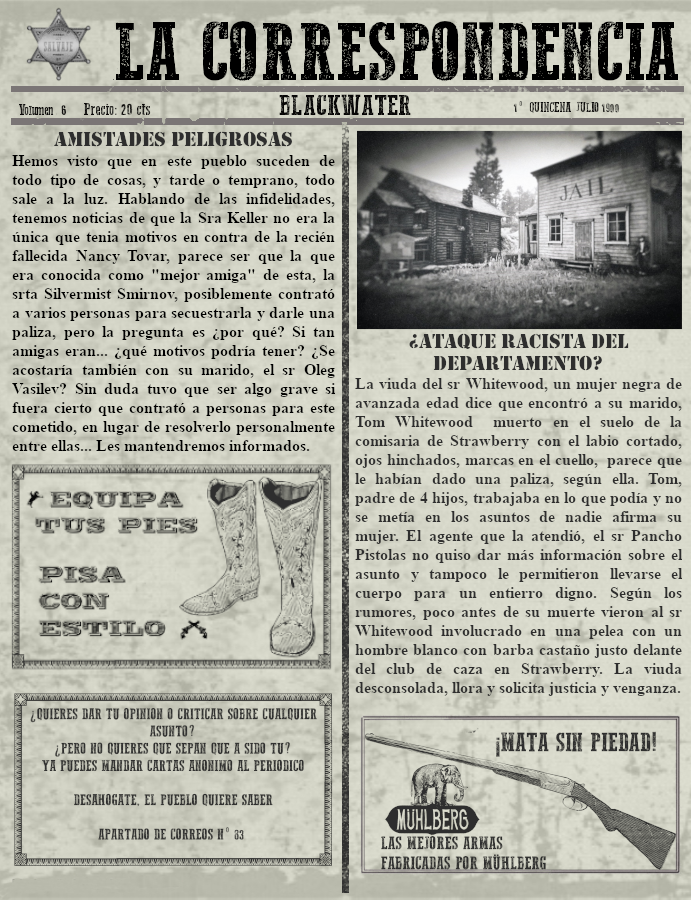 SALVAJE
LA CORRESPONDENCIA
Volumen 6 Precio: 20 cts
BLACKWATER
1º QUINCENA JULIO 1900
AMISTADES PELIGROSAS
Hemos visto que en este pueblo suceden de
todo tipo de cosas, y tarde o temprano, todo
sale a la luz. Hablando de las infidelidades,
tenemos noticias de que la Sra Keller no era la
única que tenia motivos en contra de la recién
fallecida Nancy Tovar, parece ser que la que
era conocida como "mejor amiga" de esta, la
srta Silvermist Smirnov, posiblemente contrató
a varios personas para secuestrarla y darle una
paliza, pero la pregunta es ¿por qué? Si tan
amigas eran... ¿qué motivos podría tener? ¿Se
acostaría también con su marido, el sr Oleg
Vasilev? Sin duda tuvo que ser algo grave si
fuera cierto que contrató a personas para este
cometido, en lugar de resolverlo personalmente
entre ellas... Les mantendremos informados.
EQUIPA
TUS PIES
PISA
CON
ESTILO
¿QUIERES DAR TU OPINION O CRITICAR SOBRE CUALQUIER
ASUNTO?
¿PERO NO QUIERES QUE SEPAN QUE A SIDO TU?
YA PUEDES MANDAR CARTAS ANONIMO AL PERIODICO
DESAHOGATE, EL PUEBLO QUIERE SABER
APARTADO DE CORREOS Nº 33
JAIL
¿ATAQUE RACISTA DEL
DEPARTAMENTO?
La viuda del sr Whitewood, un mujer negra de
avanzada edad dice que encontró a su marido,
Tom Whitewood muerto en el suelo de la
comisaria de Strawberry con el labio cortado,
ojos hinchados, marcas en el cuello, parece que
le habían dado una paliza, según ella. Tom,
padre de 4 hijos, trabajaba en lo que podía y no
se metía en los asuntos de nadie afirma su
mujer. El agente que la atendió, el sr Pancho
Pistolas no quiso dar más información sobre el
asunto y tampoco le permitieron llevarse el
cuerpo para un entierro digno. Según los
rumores, poco antes de su muerte vieron al sr
Whitewood involucrado en una pelea con un
hombre blanco con barba castaño justo delante
del club de caza en Strawberry. La viuda
desconsolada, llora y solicita justicia y venganza.
¡MATA SIN PIEDAD!
MÜHLBERG
LAS MEJORES ARMAS
FABRICADAS POR MÜHLBERG